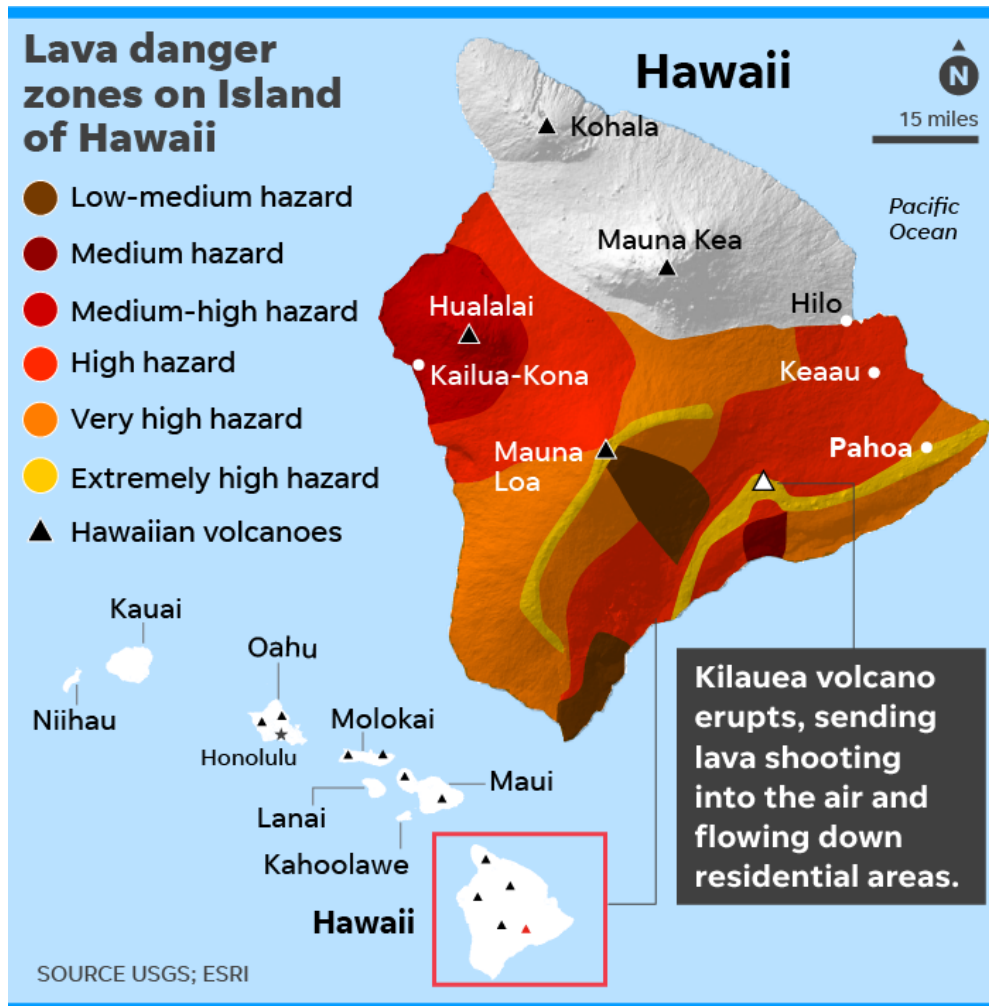 Lava danger
zones on Island
of Hawaii
Low-medium hazard
Medium hazard
Medium-high hazard
High hazard
Very high hazard
Extremely high hazard
Hawaiian volcanoes
Hawaii
N
15 miles
Pacific
Ocean
Kohala
Mauna Kea
Hilo
Hualalai
Kailua-Kona
Keaau
Mauna
Loa
Pahoa
Kilauea volcano
erupts, sending
lava shooting
into the air and
flowing down
residential areas.
Kauai
Niihau
Oahu
Honolulu
Molokai
Lanai
Maui
Kahoolawe
Hawaii
SOURCE USGS; ESRI